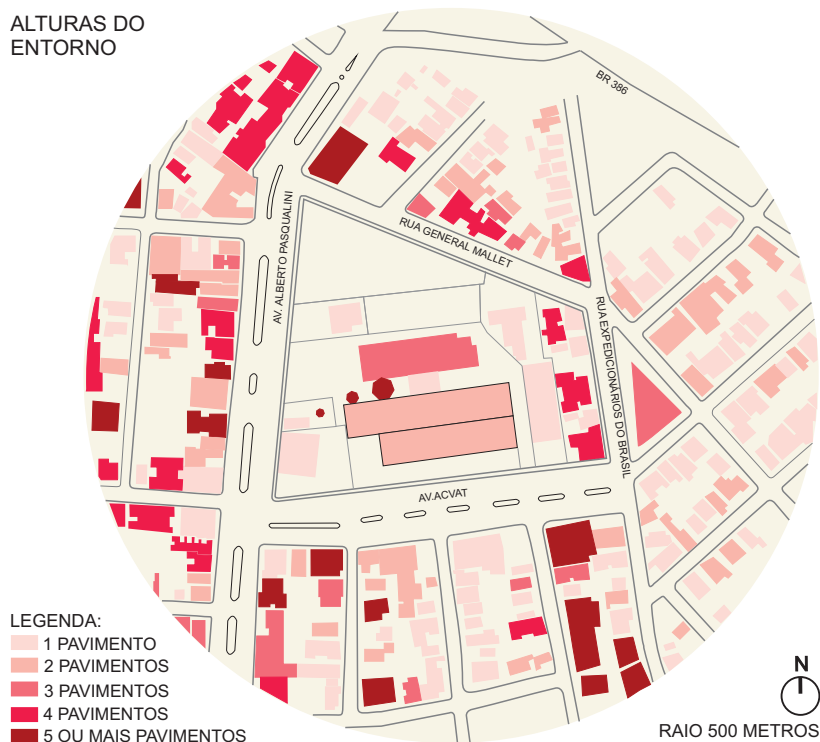 ALTURAS DO
ENTORNO
BR 386
AV. ALBERTO PASQUALINI
RUA GENERAL MALLET
RUA EXPEDICIONÁRIOS DO BRASIL
AV.ACVAT
LEGENDA:
1 PAVIMENTO
2 PAVIMENTOS
3 PAVIMENTOS
4 PAVIMENTOS
5 OU MAIS PAVIMENTOS
N
RAIO 500 METROS